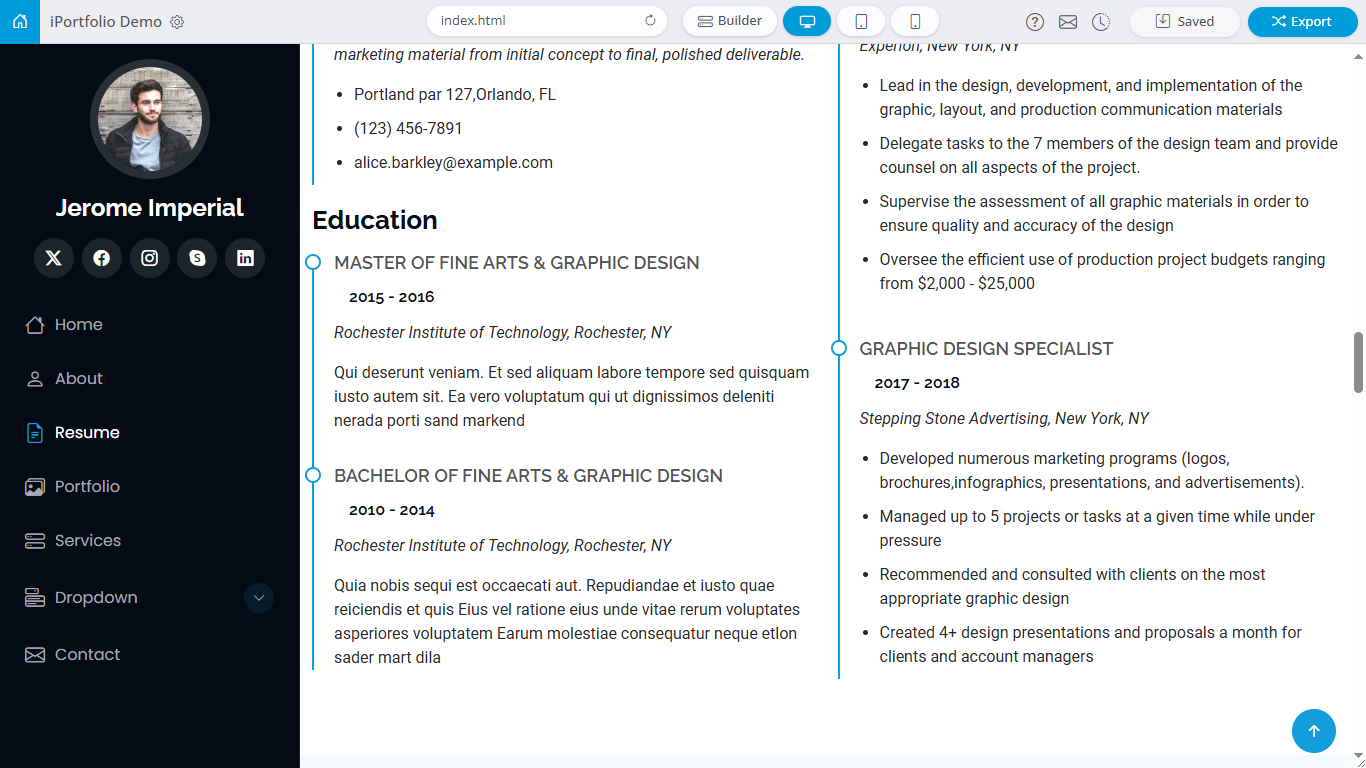 iPortfolio Demo
index.html
Builder
Saved
Export
Jerome Imperial
Home
About
Resume
Portfolio
Services
Dropdown
Contact
marketing material from initial concept to final, polished deliverable.
Portland par 127,Orlando, FL
(123) 456-7891
alice.barkley@example.com
Education
MASTER OF FINE ARTS & GRAPHIC DESIGN
2015 - 2016
Rochester Institute of Technology, Rochester, NY
Qui deserunt veniam. Et sed aliquam labore tempore sed quisquam
iusto autem sit. Ea vero voluptatum qui ut dignissimos deleniti
nerada porti sand markend
BACHELOR OF FINE ARTS & GRAPHIC DESIGN
2010 - 2014
Rochester Institute of Technology, Rochester, NY
Quia nobis sequi est occaecati aut. Repudiandae et iusto quae
reiciendis et quis Eius vel ratione eius unde vitae rerum voluptates
asperiores voluptatem Earum molestiae consequatur neque etlon
sader mart dila
Experion, New York, NY
Lead in the design, development, and implementation of the
graphic, layout, and production communication materials
Delegate tasks to the 7 members of the design team and provide
counsel on all aspects of the project.
Supervise the assessment of all graphic materials in order to
ensure quality and accuracy of the design
Oversee the efficient use of production project budgets ranging
from $2,000 - $25,000
GRAPHIC DESIGN SPECIALIST
2017 - 2018
Stepping Stone Advertising, New York, NY
Developed numerous marketing programs (logos,
brochures,infographics, presentations, and advertisements).
Managed up to 5 projects or tasks at a given time while under
pressure
Recommended and consulted with clients on the most
appropriate graphic design
Created 4+ design presentations and proposals a month for
clients and account managers